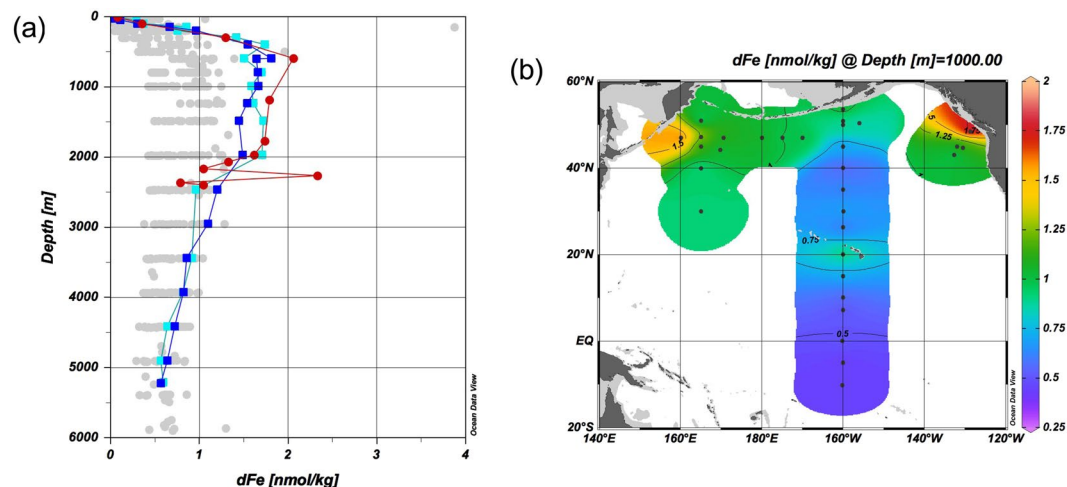 (a)
0
1000
2000
3000
4000
5000
6000
Depth [m]
0
1
2
3
4
dFe [nmol/kg]
Ocean Data View
(b)
dFe [nmol/kg] @ Depth [m]=1000.00
60°N
40°N
20°N
EQ
20°S
140°E
160°E
180°E
160°W
140°W
120°W
1.5
1
0.75
0.5
1.25
1.75
Ocean Data View
2
1.75
1.5
1.25
1
0.75
0.5
0.25